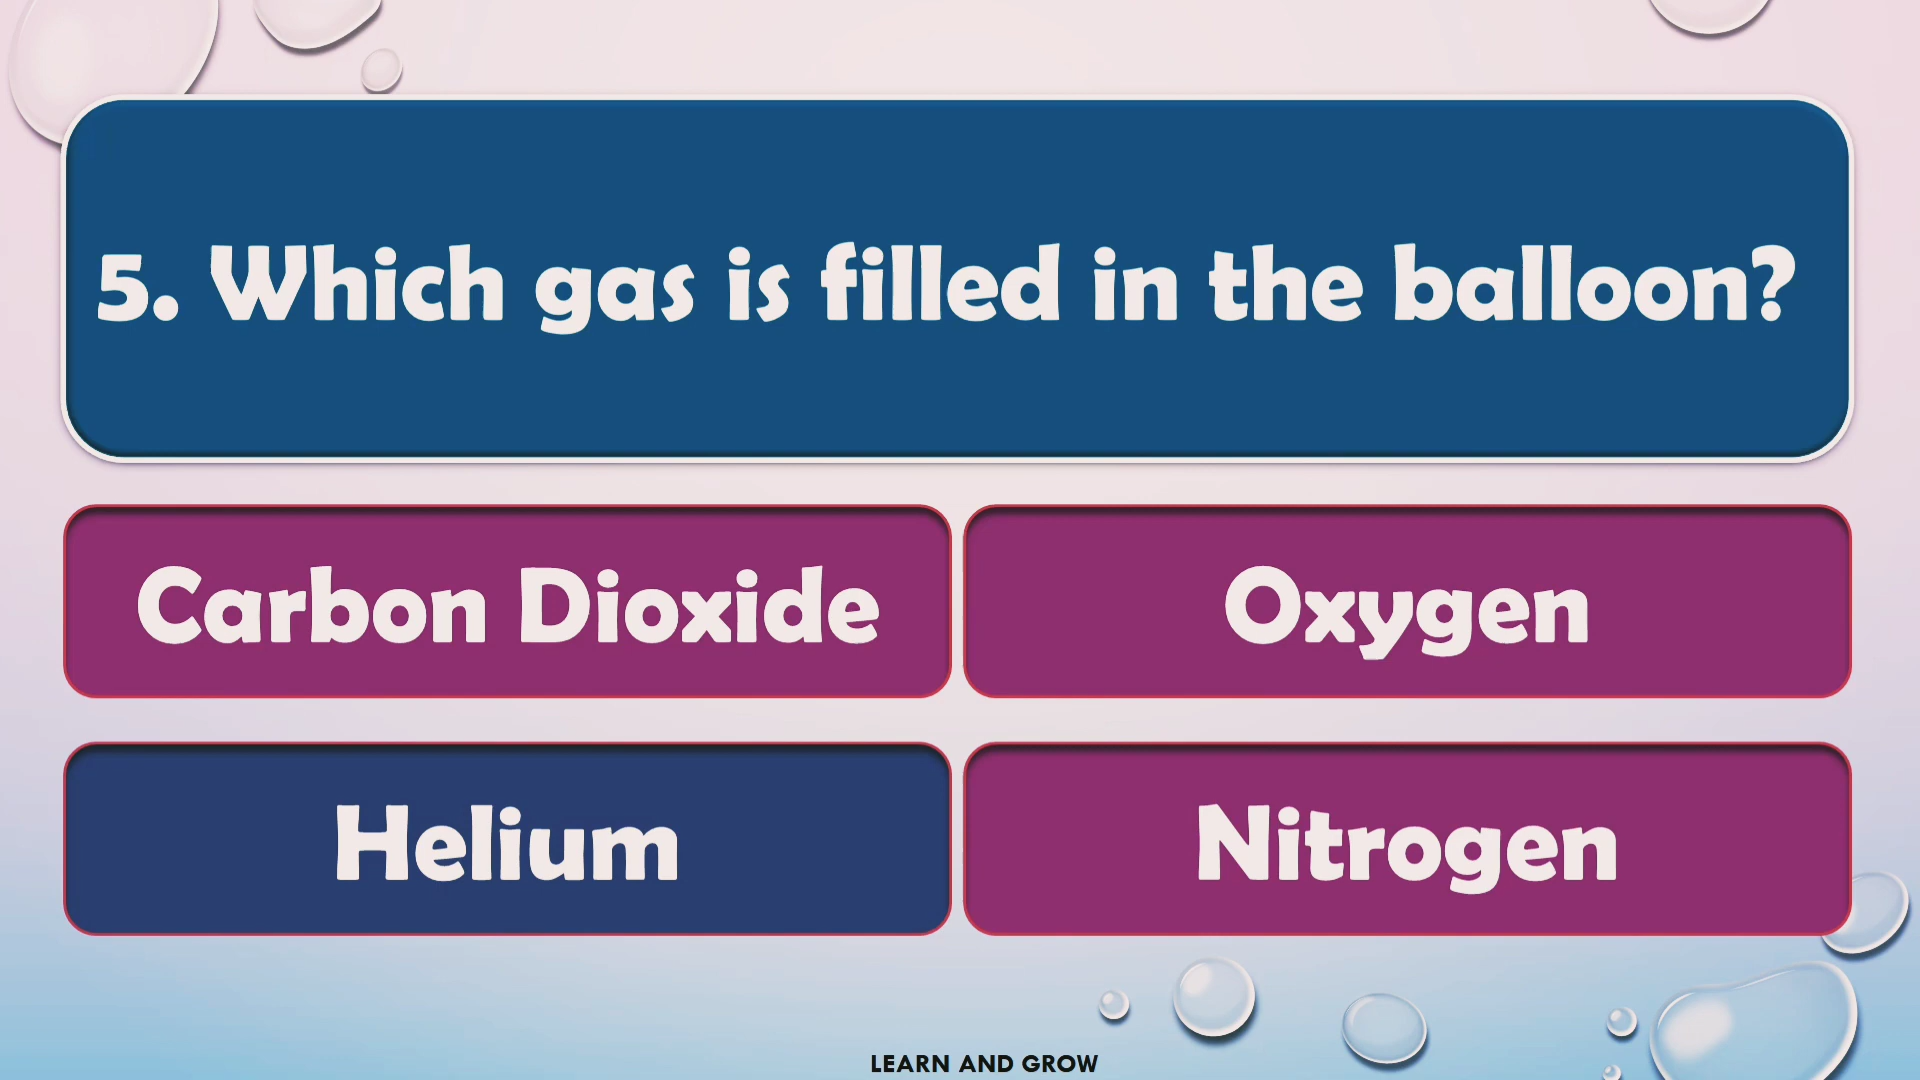 5. Which gas is filled in the balloon?
Carbon Dioxide
Oxygen
Helium
Nitrogen
LEARN AND GROW